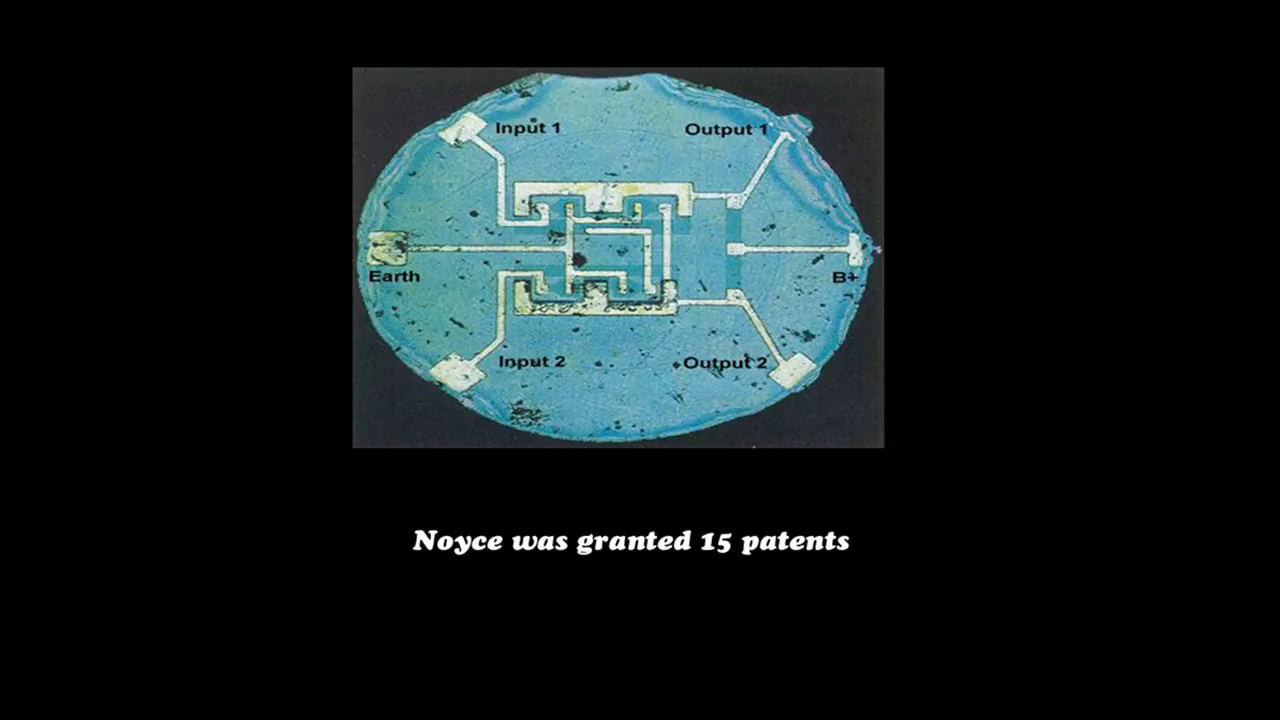 Input 1
Output 1
Earth
B+
Input 2
Output 2
Noyce was granted 15 patents